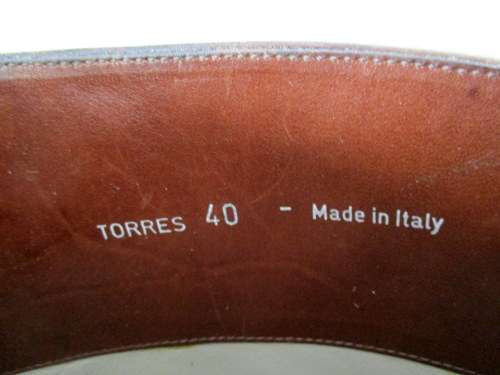 TORRES 40 - Made in Italy